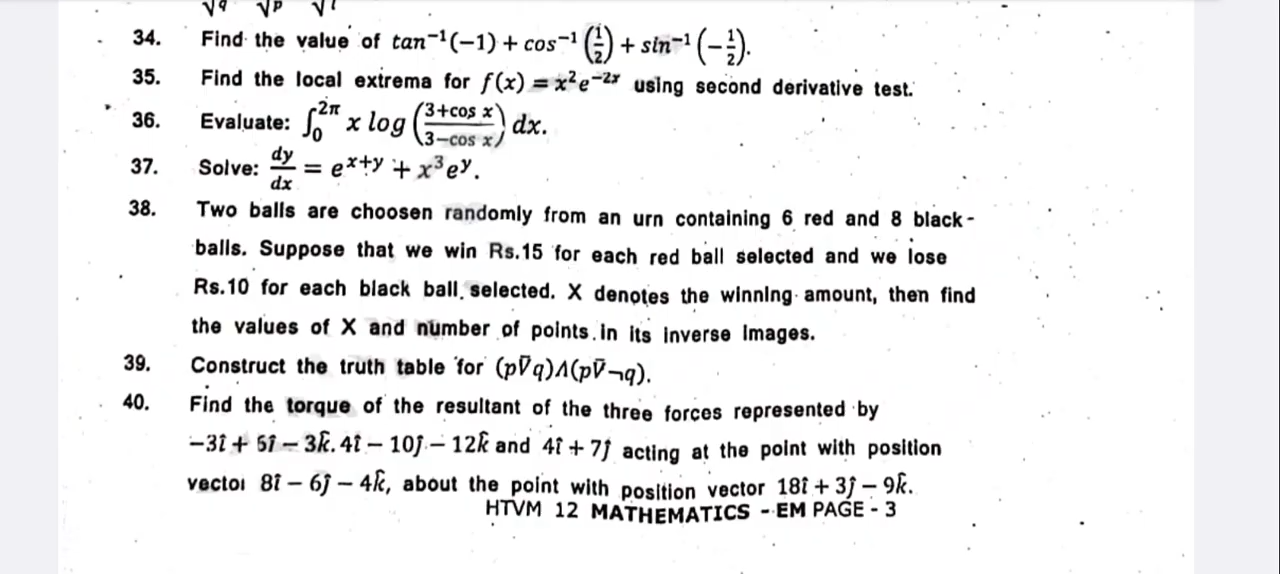 34. Find the value of tan⁻¹(−1) + cos⁻¹(1/2) + sin⁻¹(−1/2).
35. Find the local extrema for f(x) = x²e⁻²ˣ using second derivative test.
36. Evaluate: ∫₀²π x log((3+cos x)/(3−cos x)) dx.
37. Solve: dy/dx = eˣ⁺ʸ + x³eʸ.
38. Two balls are choosen randomly from an urn containing 6 red and 8 black-
balls. Suppose that we win Rs.15 for each red ball selected and we lose
Rs.10 for each black ball selected. X denotes the winning amount, then find
the values of X and number of points in its inverse images.
39. Construct the truth table for (p⊽q)∧(p⊽¬q).
40. Find the torque of the resultant of the three forces represented by
−3î + 5î − 3k̂. 4î − 10ĵ − 12k̂ and 4î + 7ĵ acting at the point with position
vector 8î − 6ĵ − 4k̂, about the point with position vector 18î + 3ĵ − 9k̂.
HTVM 12 MATHEMATICS - EM PAGE - 3